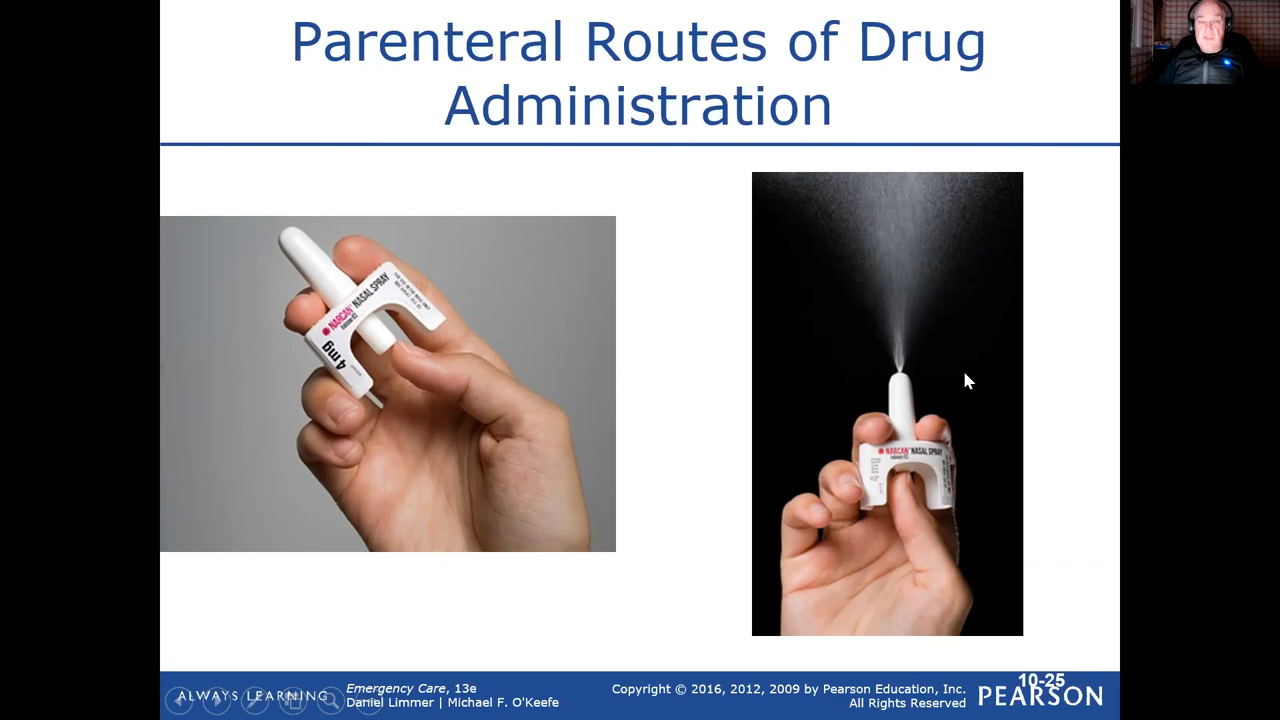 Parenteral Routes of Drug
Administration
NARCAN NASAL SPRAY
4 mg
NARCAN NASAL SPRAY
4 mg
ALWAYS LEARNING
Emergency Care, 13e
Daniel Limmer | Michael F. O'Keefe
Copyright © 2016, 2012, 2009 by Pearson Education, Inc.
All Rights Reserved
10-25
PEARSON